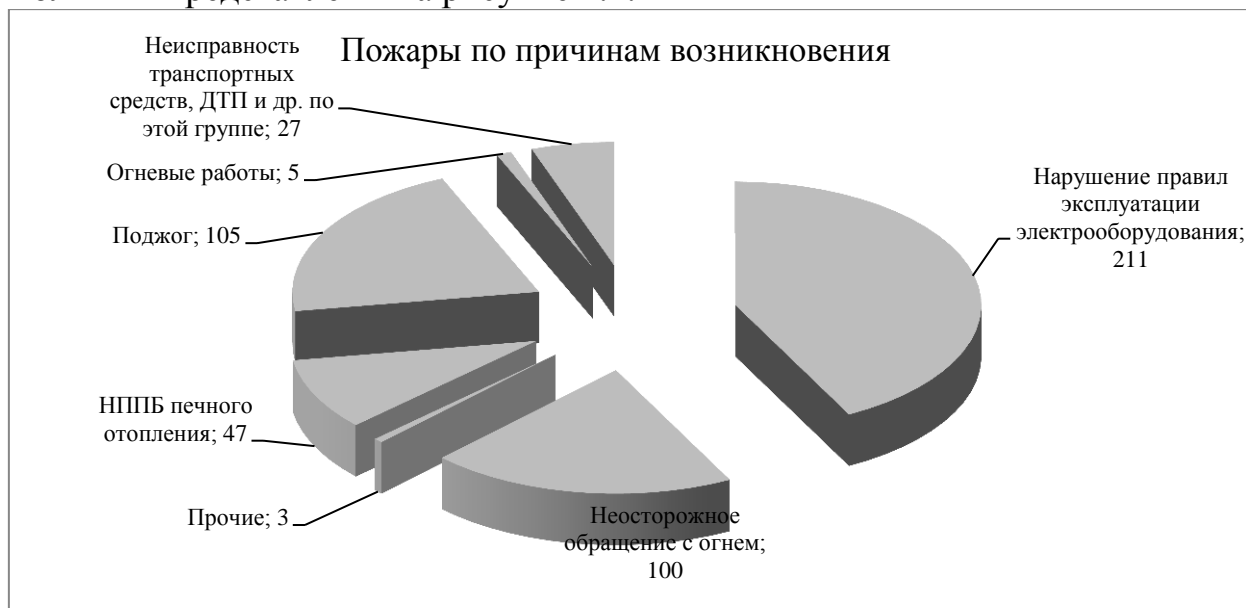 Пожары по причинам возникновения
Неисправность
транспортных
средств, ДТП и др. по
этой группе; 27
Огневые работы; 5
Поджог; 105
НППБ печного
отопления; 47
Прочие; 3
Неосторожное
обращение с огнем;
100
Нарушение правил
эксплуатации
электрооборудования;
211